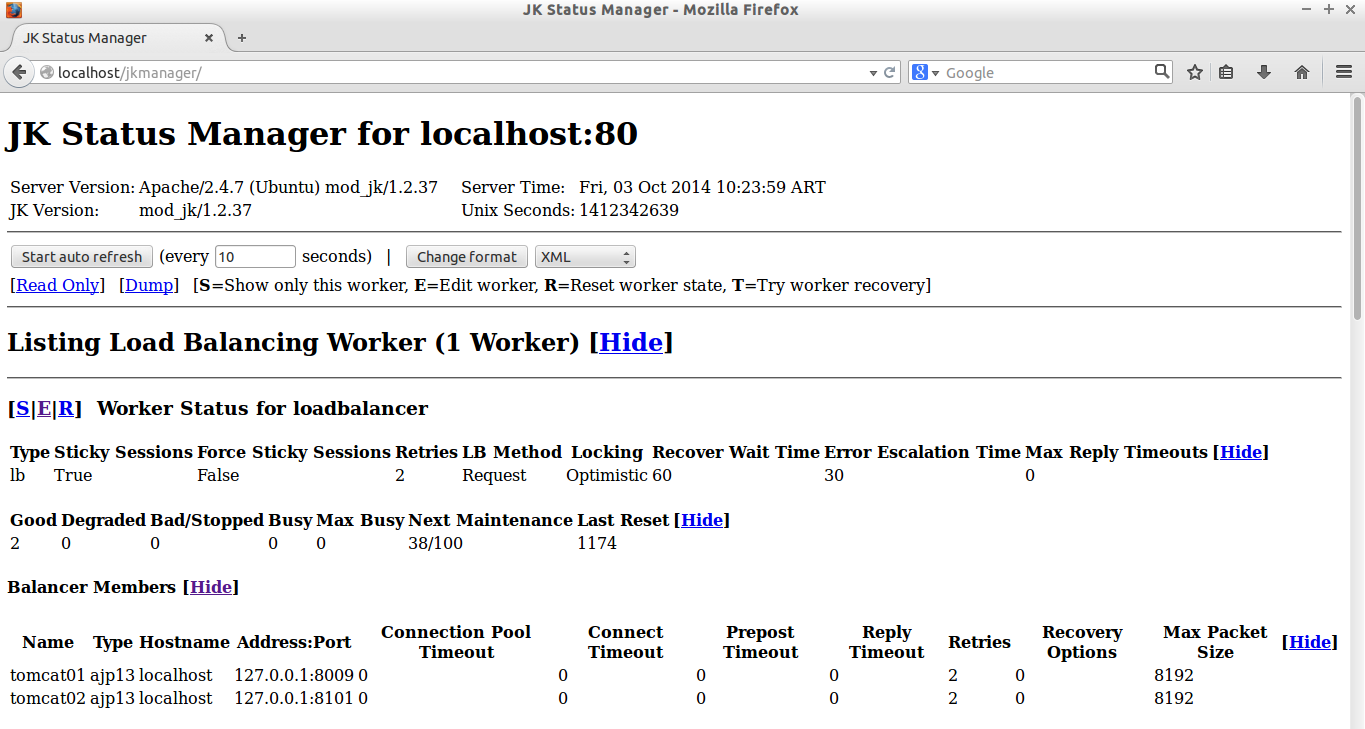 JK Status Manager - Mozilla Firefox
JK Status Manager
localhost/jkmanager/
Google
JK Status Manager for localhost:80
Server Version: Apache/2.4.7 (Ubuntu) mod_jk/1.2.37 Server Time: Fri, 03 Oct 2014 10:23:59 ART
JK Version: mod_jk/1.2.37 Unix Seconds: 1412342639
Start auto refresh (every 10 seconds) | Change format XML
[Read Only] [Dump] [S=Show only this worker, E=Edit worker, R=Reset worker state, T=Try worker recovery]
Listing Load Balancing Worker (1 Worker) [Hide]
[S|E|R] Worker Status for loadbalancer
Type Sticky Sessions Force Sticky Sessions Retries LB Method Locking Recover Wait Time Error Escalation Time Max Reply Timeouts [Hide]
lb True False 2 Request Optimistic 60 30 0
Good Degraded Bad/Stopped Busy Max Busy Next Maintenance Last Reset [Hide]
2 0 0 0 0 38/100 1174
Balancer Members [Hide]
Name Type Hostname Address:Port Connection Pool Timeout Connect Timeout Prepost Timeout Reply Timeout Retries Recovery Options Max Packet Size [Hide]
tomcat01 ajp13 localhost 127.0.0.1:8009 0 0 0 0 2 0 8192
tomcat02 ajp13 localhost 127.0.0.1:8101 0 0 0 0 2 0 8192